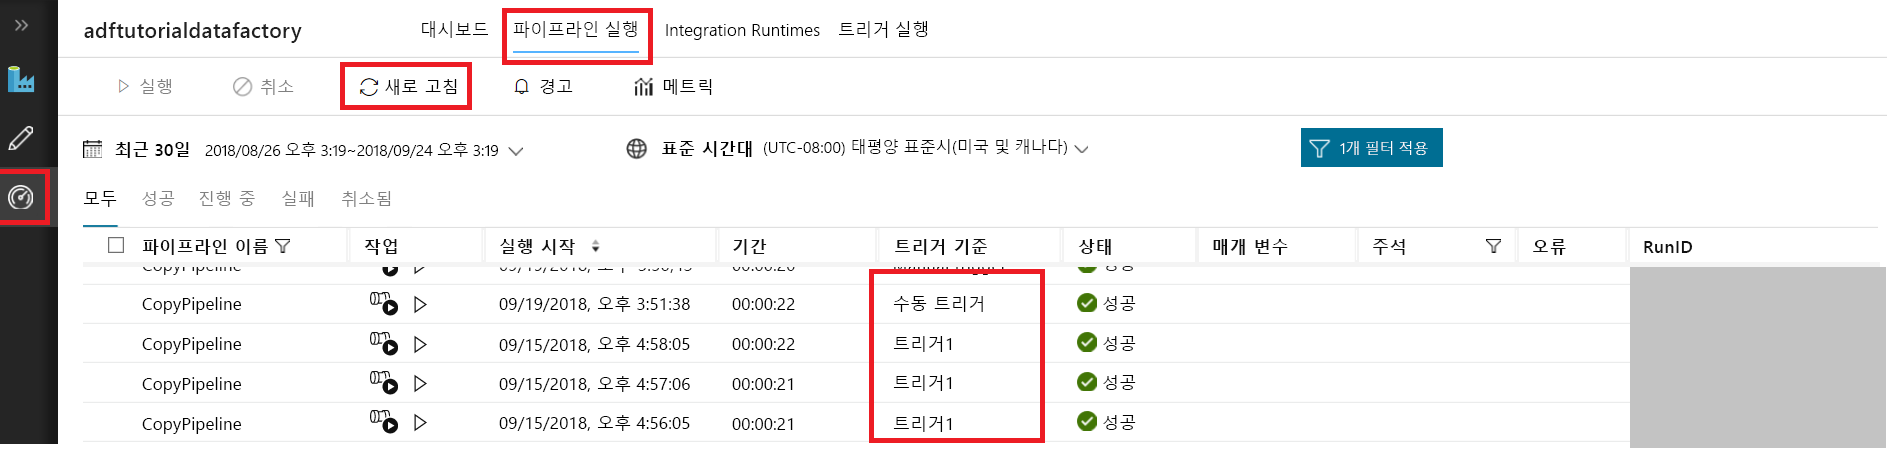 adftutorialdatafactory 대시보드 파이프라인 실행 Integration Runtimes 트리거 실행
실행 취소 새로 고침 경고 메트릭
최근 30일 2018/08/26 오후 3:19~2018/09/24 오후 3:19 표준 시간대 (UTC-08:00) 태평양 표준시(미국 및 캐나다) 1개 필터 적용
모두 성공 진행 중 실패 취소됨
파이프라인 이름 작업 실행 시작 기간 트리거 기준 상태 매개 변수 주석 오류 RunID
CopyPipeline 00:00:20 성공
CopyPipeline 09/19/2018, 오후 3:51:38 00:00:22 수동 트리거 성공
CopyPipeline 09/15/2018, 오후 4:58:05 00:00:22 트리거1 성공
CopyPipeline 09/15/2018, 오후 4:57:06 00:00:21 트리거1 성공
CopyPipeline 09/15/2018, 오후 4:56:05 00:00:21 트리거1 성공